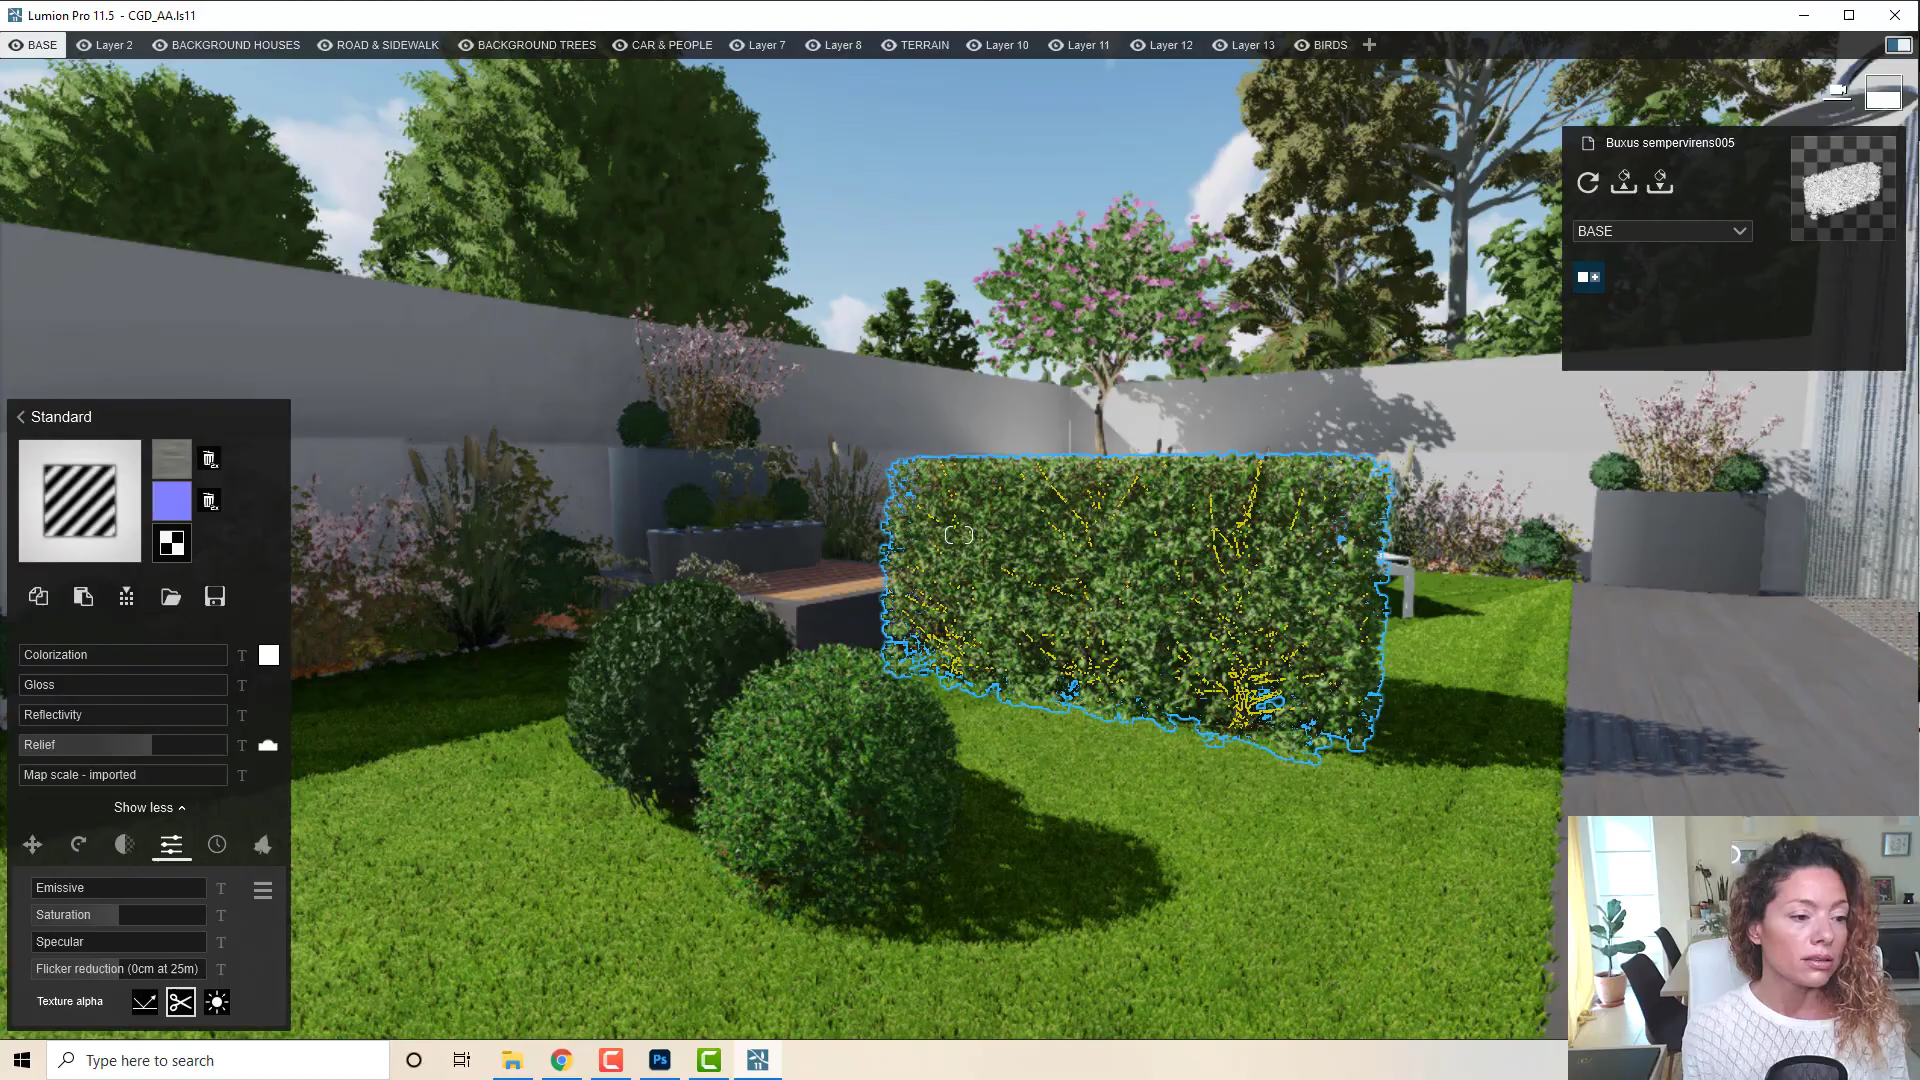 Lumion Pro 11.5 - CGD_AA.ls11
BASE Layer 2 BACKGROUND HOUSES ROAD & SIDEWALK BACKGROUND TREES CAR & PEOPLE Layer 7 Layer 8 TERRAIN Layer 10 Layer 11 Layer 12 Layer 13 BIRDS
Buxus sempervirens005
BASE
Standard
Colorization T
Gloss T
Reflectivity T
Relief T
Map scale - imported T
Show less
Emissive T
Saturation T
Specular T
Flicker reduction (0cm at 25m) T
Texture alpha
Type here to search
Ps
11